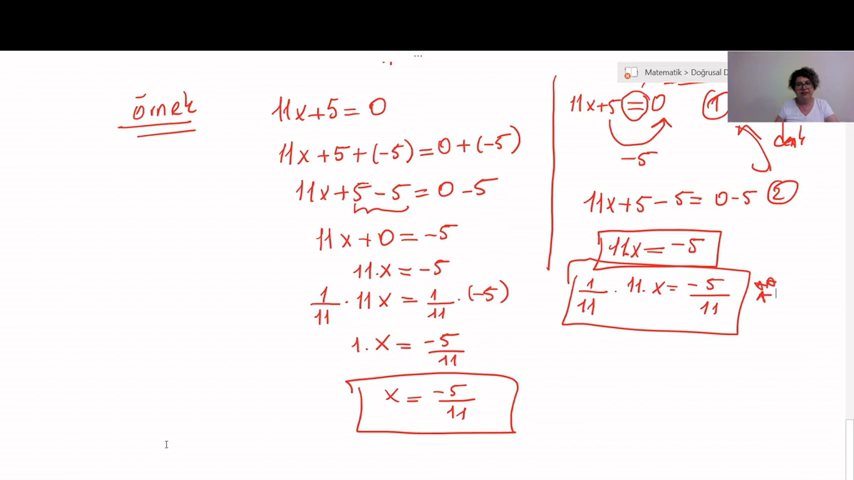 Matematik > Doğrusal D
örnek
11x+5=0
11x+5+(-5)=0+(-5)
11x+5-5=0-5
11x+0=-5
11.x=-5
1/11 · 11x = 1/11 · (-5)
1. x = -5/11
x = -5/11
11x+5=0 1
-5
denk
11x+5-5=0-5 2
11x=-5
1/11 · 11. x = -5/11